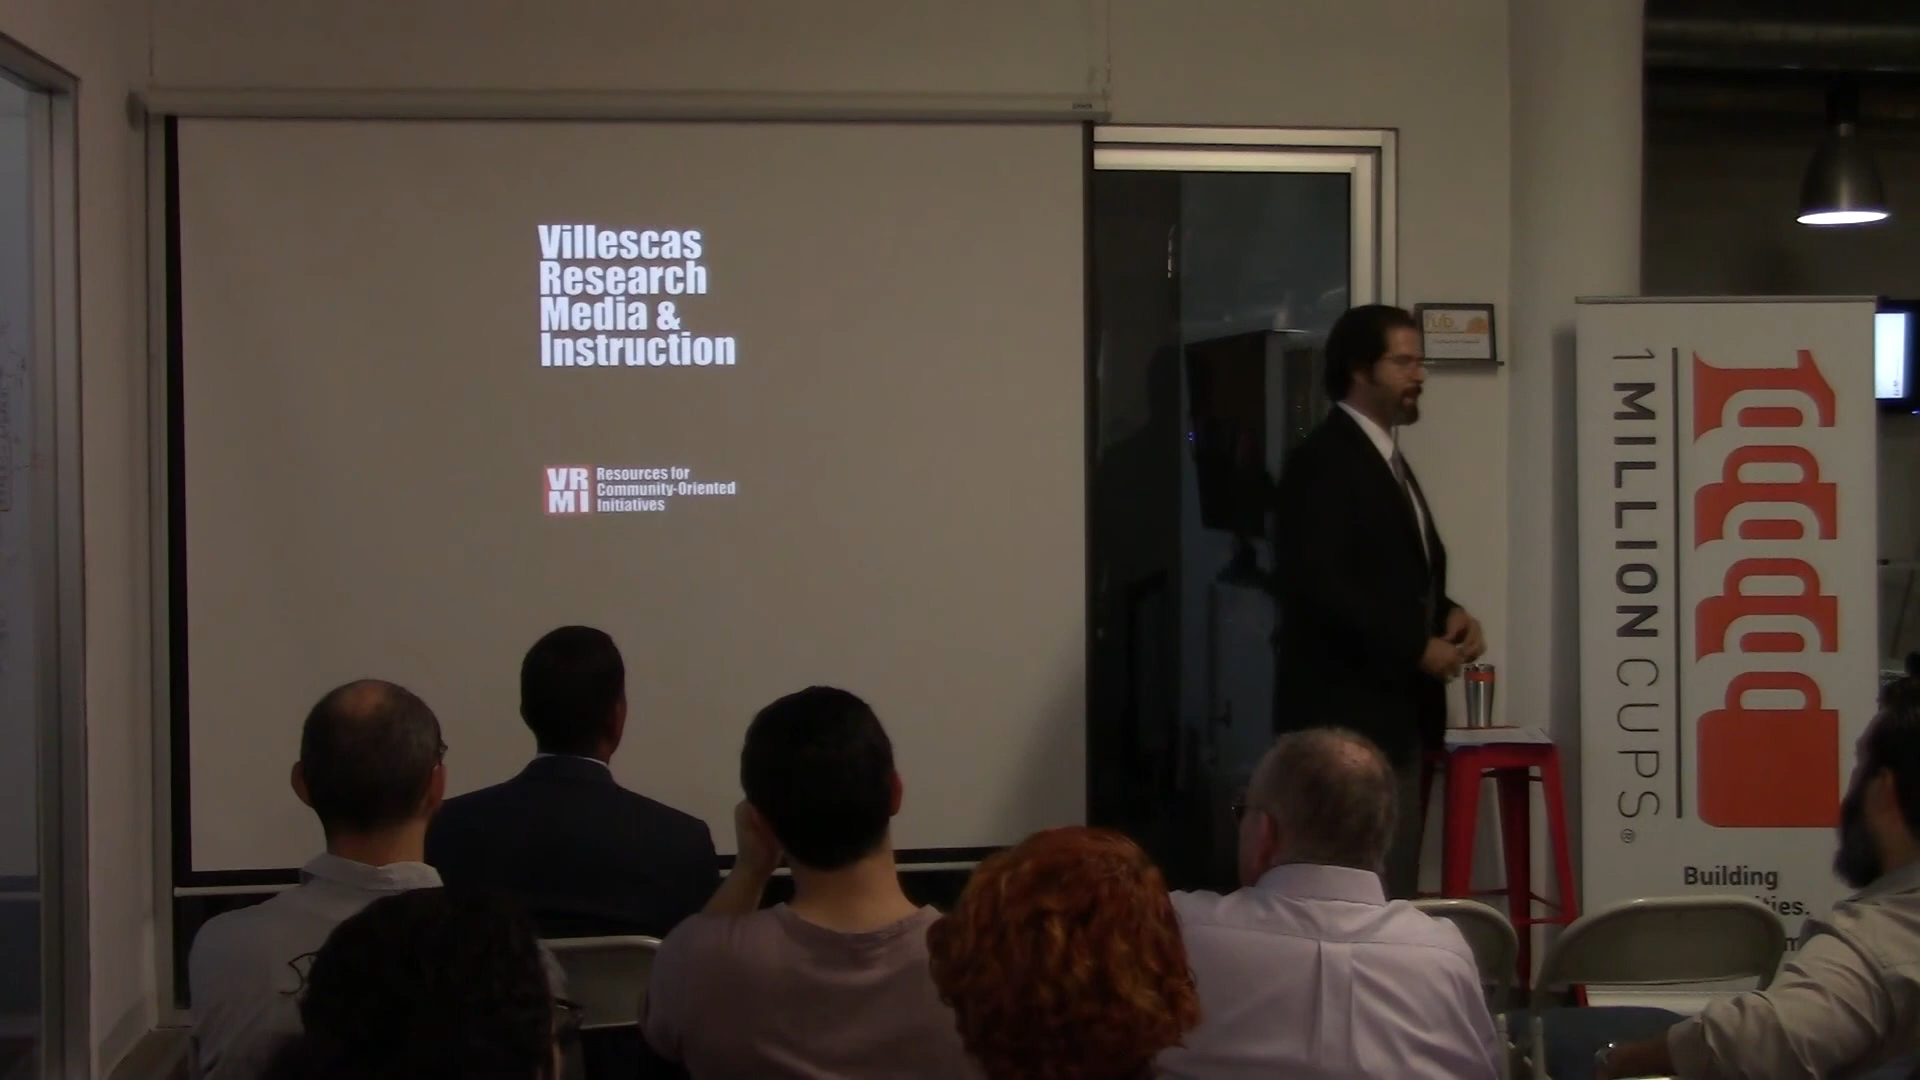 Villescas
Research
Media &
Instruction
VR
MI
Resources for
Community-Oriented
Initiatives
1 MILLION CUPS®
Building